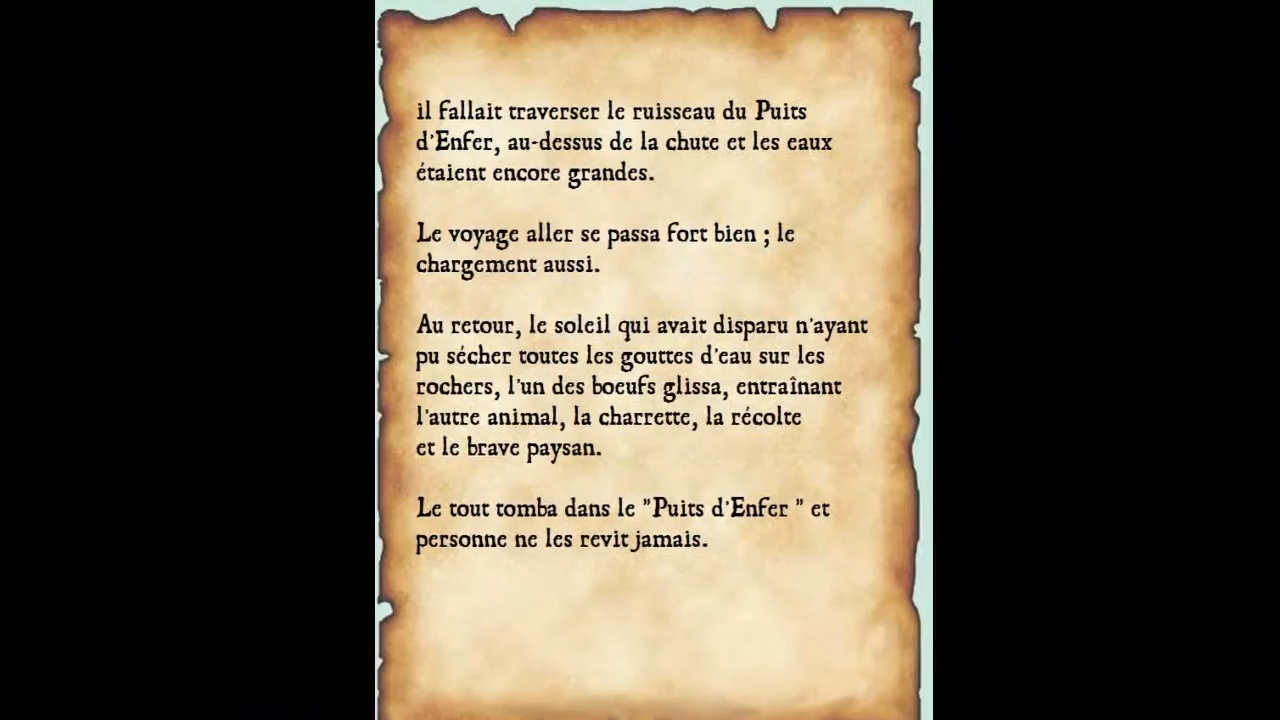 il fallait traverser le ruisseau du Puits
d'Enfer, au-dessus de la chute et les eaux
étaient encore grandes.
Le voyage aller se passa fort bien ; le
chargement aussi.
Au retour, le soleil qui avait disparu n'ayant
pu sécher toutes les gouttes d'eau sur les
rochers, l'un des boeufs glissa, entraînant
l'autre animal, la charrette, la récolte
et le brave paysan.
Le tout tomba dans le "Puits d'Enfer " et
personne ne les revit jamais.